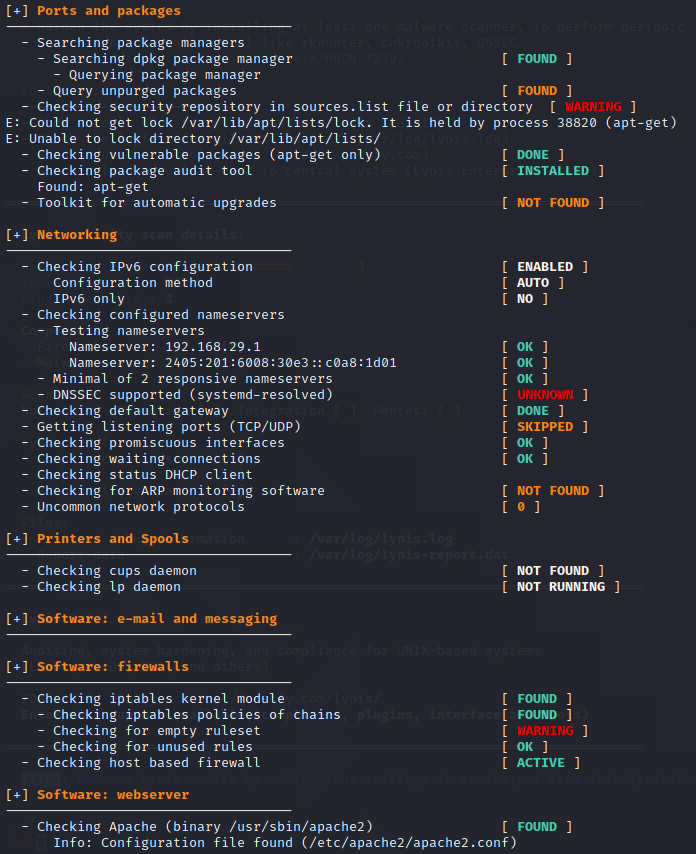 [+] Ports and packages
- Searching package managers
- Searching dpkg package manager [ FOUND ]
- Querying package manager
- Query unpurged packages [ FOUND ]
- Checking security repository in sources.list file or directory [ WARNING ]
E: Could not get lock /var/lib/apt/lists/lock. It is held by process 38820 (apt-get)
E: Unable to lock directory /var/lib/apt/lists/
- Checking vulnerable packages (apt-get only) [ DONE ]
- Checking package audit tool [ INSTALLED ]
Found: apt-get
- Toolkit for automatic upgrades [ NOT FOUND ]
[+] Networking
- Checking IPv6 configuration [ ENABLED ]
Configuration method [ AUTO ]
IPv6 only [ NO ]
- Checking configured nameservers
- Testing nameservers
Nameserver: 192.168.29.1 [ OK ]
Nameserver: 2405:201:6008:30e3::c0a8:1d01 [ OK ]
- Minimal of 2 responsive nameservers [ OK ]
- DNSSEC supported (systemd-resolved) [ UNKNOWN ]
- Checking default gateway [ DONE ]
- Getting listening ports (TCP/UDP) [ SKIPPED ]
- Checking promiscuous interfaces [ OK ]
- Checking waiting connections [ OK ]
- Checking status DHCP client
- Checking for ARP monitoring software [ NOT FOUND ]
- Uncommon network protocols [ 0 ]
[+] Printers and Spools
- Checking cups daemon [ NOT FOUND ]
- Checking lp daemon [ NOT RUNNING ]
[+] Software: e-mail and messaging
[+] Software: firewalls
- Checking iptables kernel module [ FOUND ]
- Checking iptables policies of chains [ FOUND ]
- Checking for empty ruleset [ WARNING ]
- Checking for unused rules [ OK ]
- Checking host based firewall [ ACTIVE ]
[+] Software: webserver
- Checking Apache (binary /usr/sbin/apache2) [ FOUND ]
Info: Configuration file found (/etc/apache2/apache2.conf)